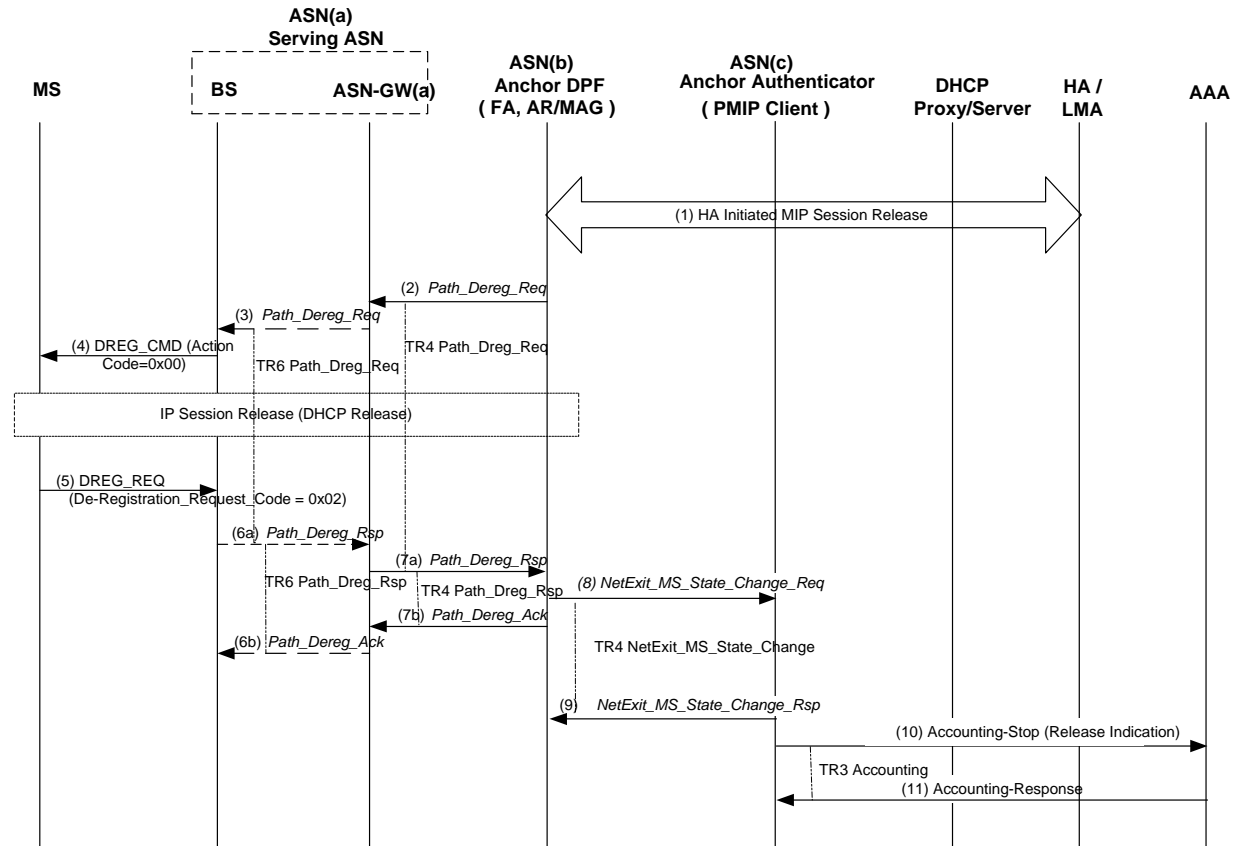 ASN(a)
Serving ASN
MS
BS
ASN-GW(a)
ASN(b)
Anchor DPF
( FA, AR/MAG )
ASN(c)
Anchor Authenticator
( PMIP Client )
DHCP
Proxy/Server
HA /
LMA
AAA
(1) HA Initiated MIP Session Release
(2) Path_Dereg_Req
(3) Path_Dereg_Req
(4) DREG_CMD (Action
Code=0x00)
TR4 Path_Dreg_Req
TR6 Path_Dreg_Req
IP Session Release (DHCP Release)
(5) DREG_REQ
(De-Registration_Request_Code = 0x02)
(6a) Path_Dereg_Rsp
(7a) Path_Dereg_Rsp
TR6 Path_Dreg_Rsp
TR4 Path_Dreg_Rsp
(8) NetExit_MS_State_Change_Req
(7b) Path_Dereg_Ack
(6b) Path_Dereg_Ack
TR4 NetExit_MS_State_Change
(9) NetExit_MS_State_Change_Rsp
(10) Accounting-Stop (Release Indication)
TR3 Accounting
(11) Accounting-Response